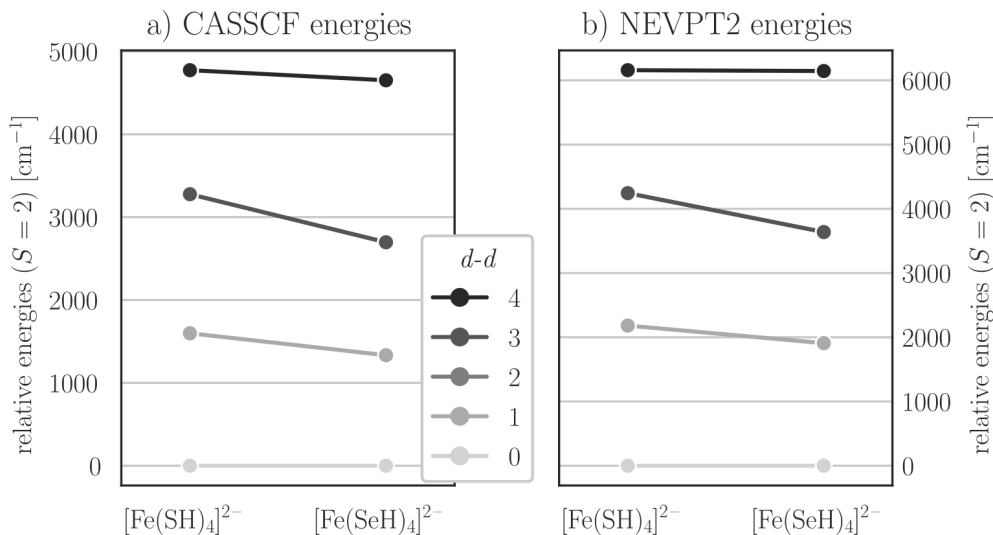 a) CASSCF energies
b) NEVPT2 energies
relative energies (S = 2) [cm⁻¹]
5000
4000
3000
2000
1000
0
[Fe(SH)₄]²⁻
[Fe(SeH)₄]²⁻
d-d
4
3
2
1
0
6000
5000
4000
3000
2000
1000
0
relative energies (S = 2) [cm⁻¹]
[Fe(SH)₄]²⁻
[Fe(SeH)₄]²⁻